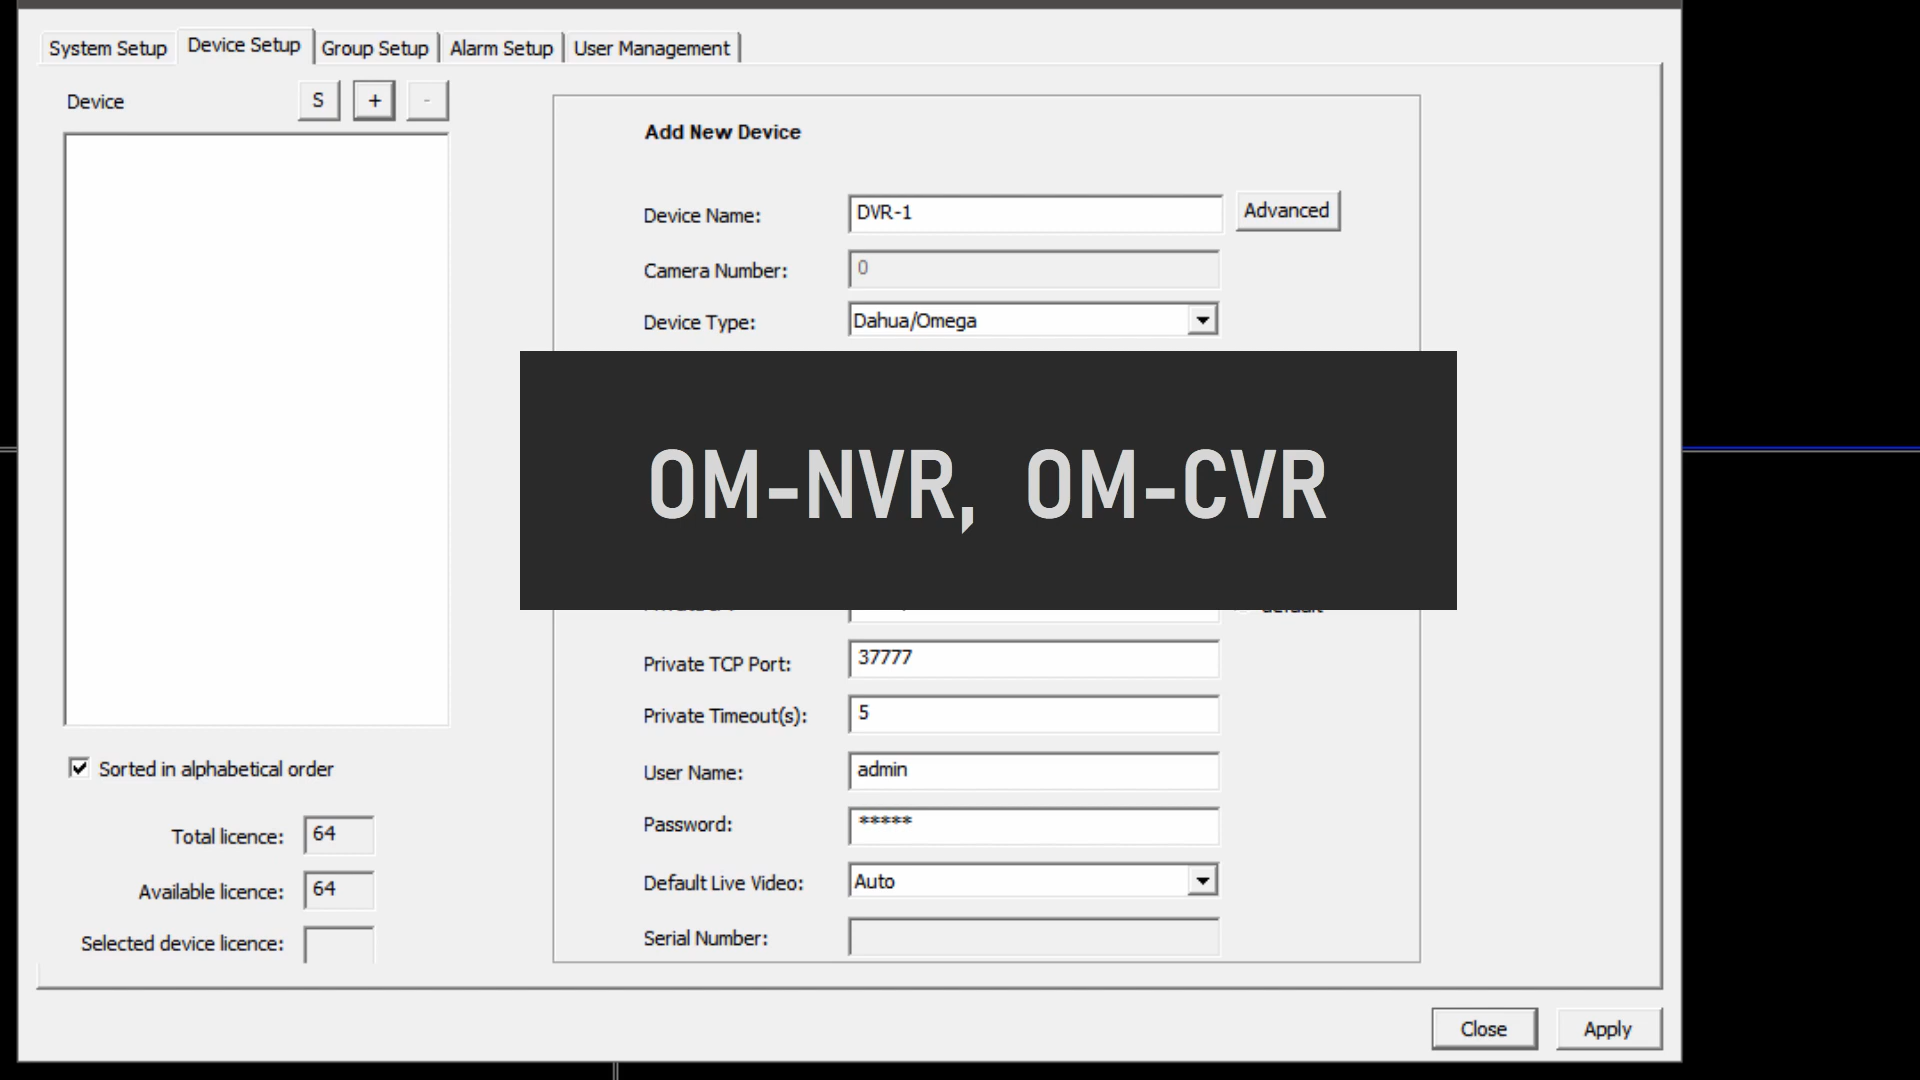 System Setup Device Setup Group Setup Alarm Setup User Management
Device S + -
Add New Device
Device Name: DVR-1 Advanced
Camera Number: 0
Device Type: Dahua/Omega
OM-NVR, OM-CVR
default
Private TCP Port: 37777
Private Timeout(s): 5
User Name: admin
Password: *****
Default Live Video: Auto
Serial Number:
Sorted in alphabetical order
Total licence: 64
Available licence: 64
Selected device licence:
Close Apply